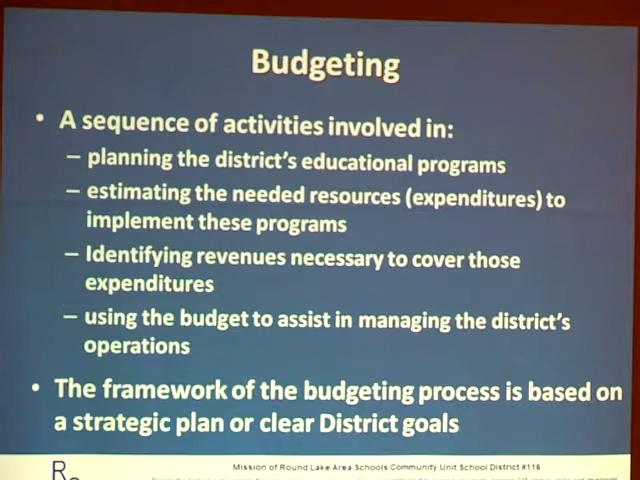 Budgeting
• A sequence of activities involved in:
– planning the district's educational programs
– estimating the needed resources (expenditures) to
implement these programs
– Identifying revenues necessary to cover those
expenditures
– using the budget to assist in managing the district's
operations
• The framework of the budgeting process is based on
a strategic plan or clear District goals
R
Mission of Round Lake Area Schools Community Unit School District #116